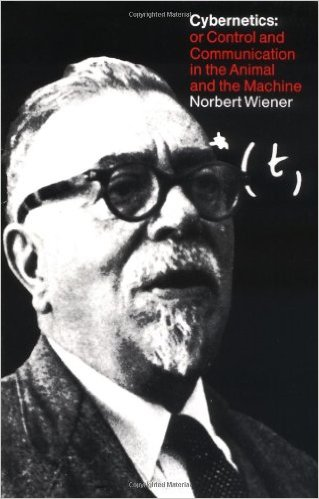 Cybernetics:
or Control and
Communication
in the Animal
and the Machine
Norbert Wiener
*(t,